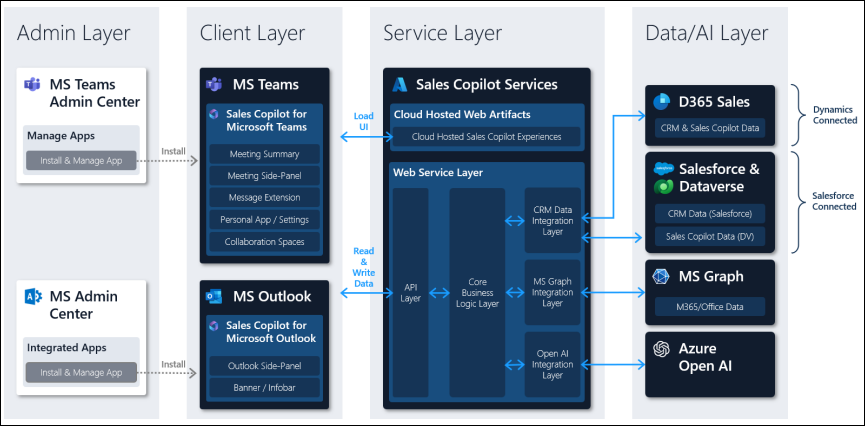 Admin Layer
MS Teams
Admin Center
Manage Apps
Install & Manage App
Install
MS Admin
Center
Integrated Apps
Install & Manage App
Install
Client Layer
MS Teams
Sales Copilot for
Microsoft Teams
Meeting Summary
Meeting Side-Panel
Message Extension
Personal App / Settings
Collaboration Spaces
MS Outlook
Sales Copilot for
Microsoft Outlook
Outlook Side-Panel
Banner / Infobar
Load
UI
Read
&
Write
Data
Service Layer
Sales Copilot Services
Cloud Hosted Web Artifacts
Cloud Hosted Sales Copilot Experiences
Web Service Layer
API
Layer
Core
Business
Logic Layer
CRM Data
Integration
Layer
MS Graph
Integration
Layer
Open AI
Integration
Layer
Data/AI Layer
D365 Sales
CRM & Sales Copilot Data
Salesforce &
Dataverse
CRM Data (Salesforce)
Sales Copilot Data (DV)
MS Graph
M365/Office Data
Azure
Open AI
Dynamics
Connected
Salesforce
Connected